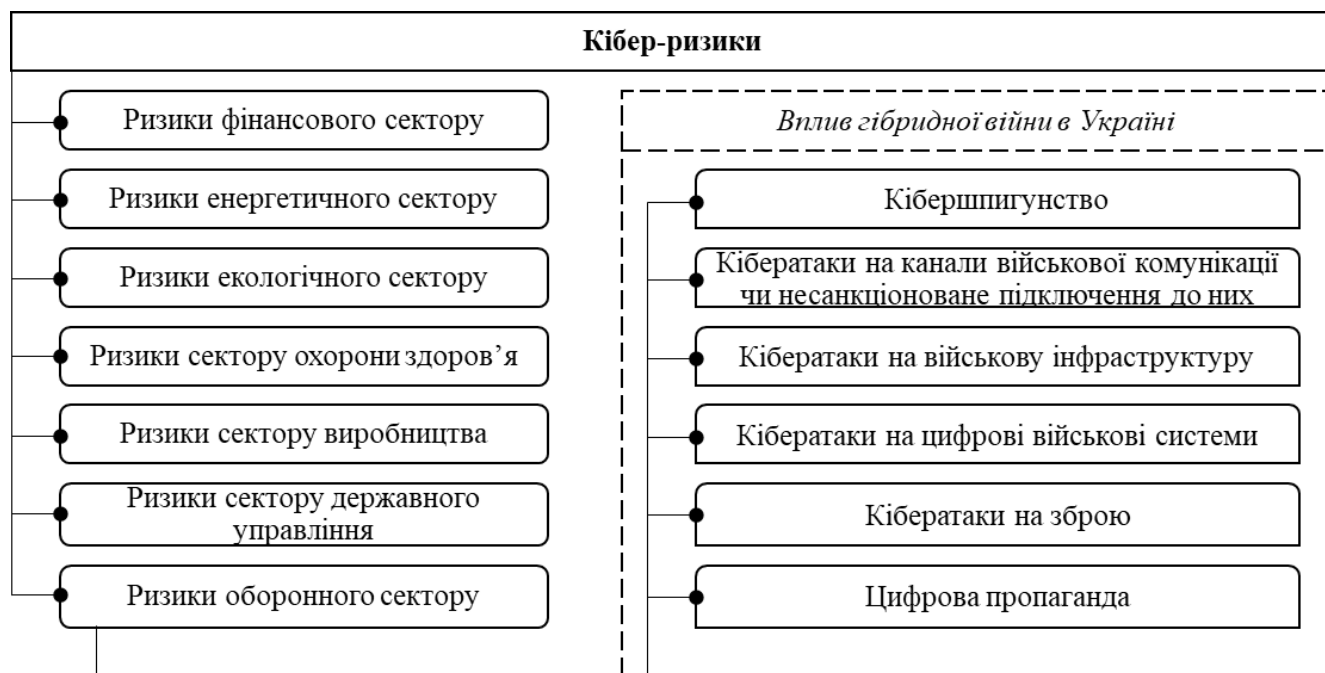 Кібер-ризики
Ризики фінансового сектору
Ризики енергетичного сектору
Ризики екологічного сектору
Ризики сектору охорони здоров’я
Ризики сектору виробництва
Ризики сектору державного
управління
Ризики оборонного сектору
Вплив гібридної війни в Україні
Кібершпигунство
Кібератаки на канали військової комунікації
чи несанкціоноване підключення до них
Кібератаки на військову інфраструктуру
Кібератаки на цифрові військові системи
Кібератаки на зброю
Цифрова пропаганда